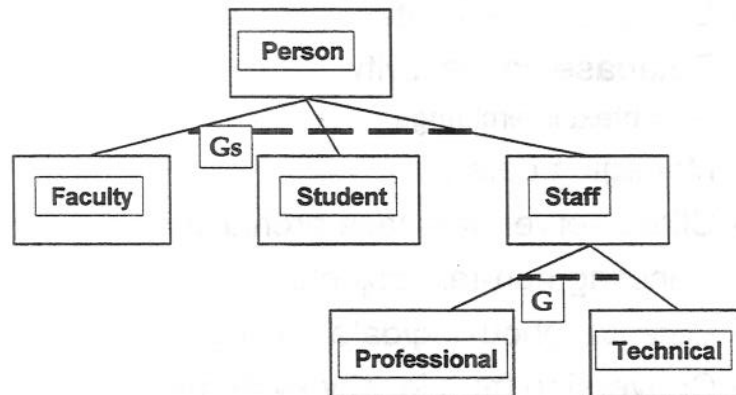 Person
Gs
Faculty
Student
Staff
G
Professional
Technical